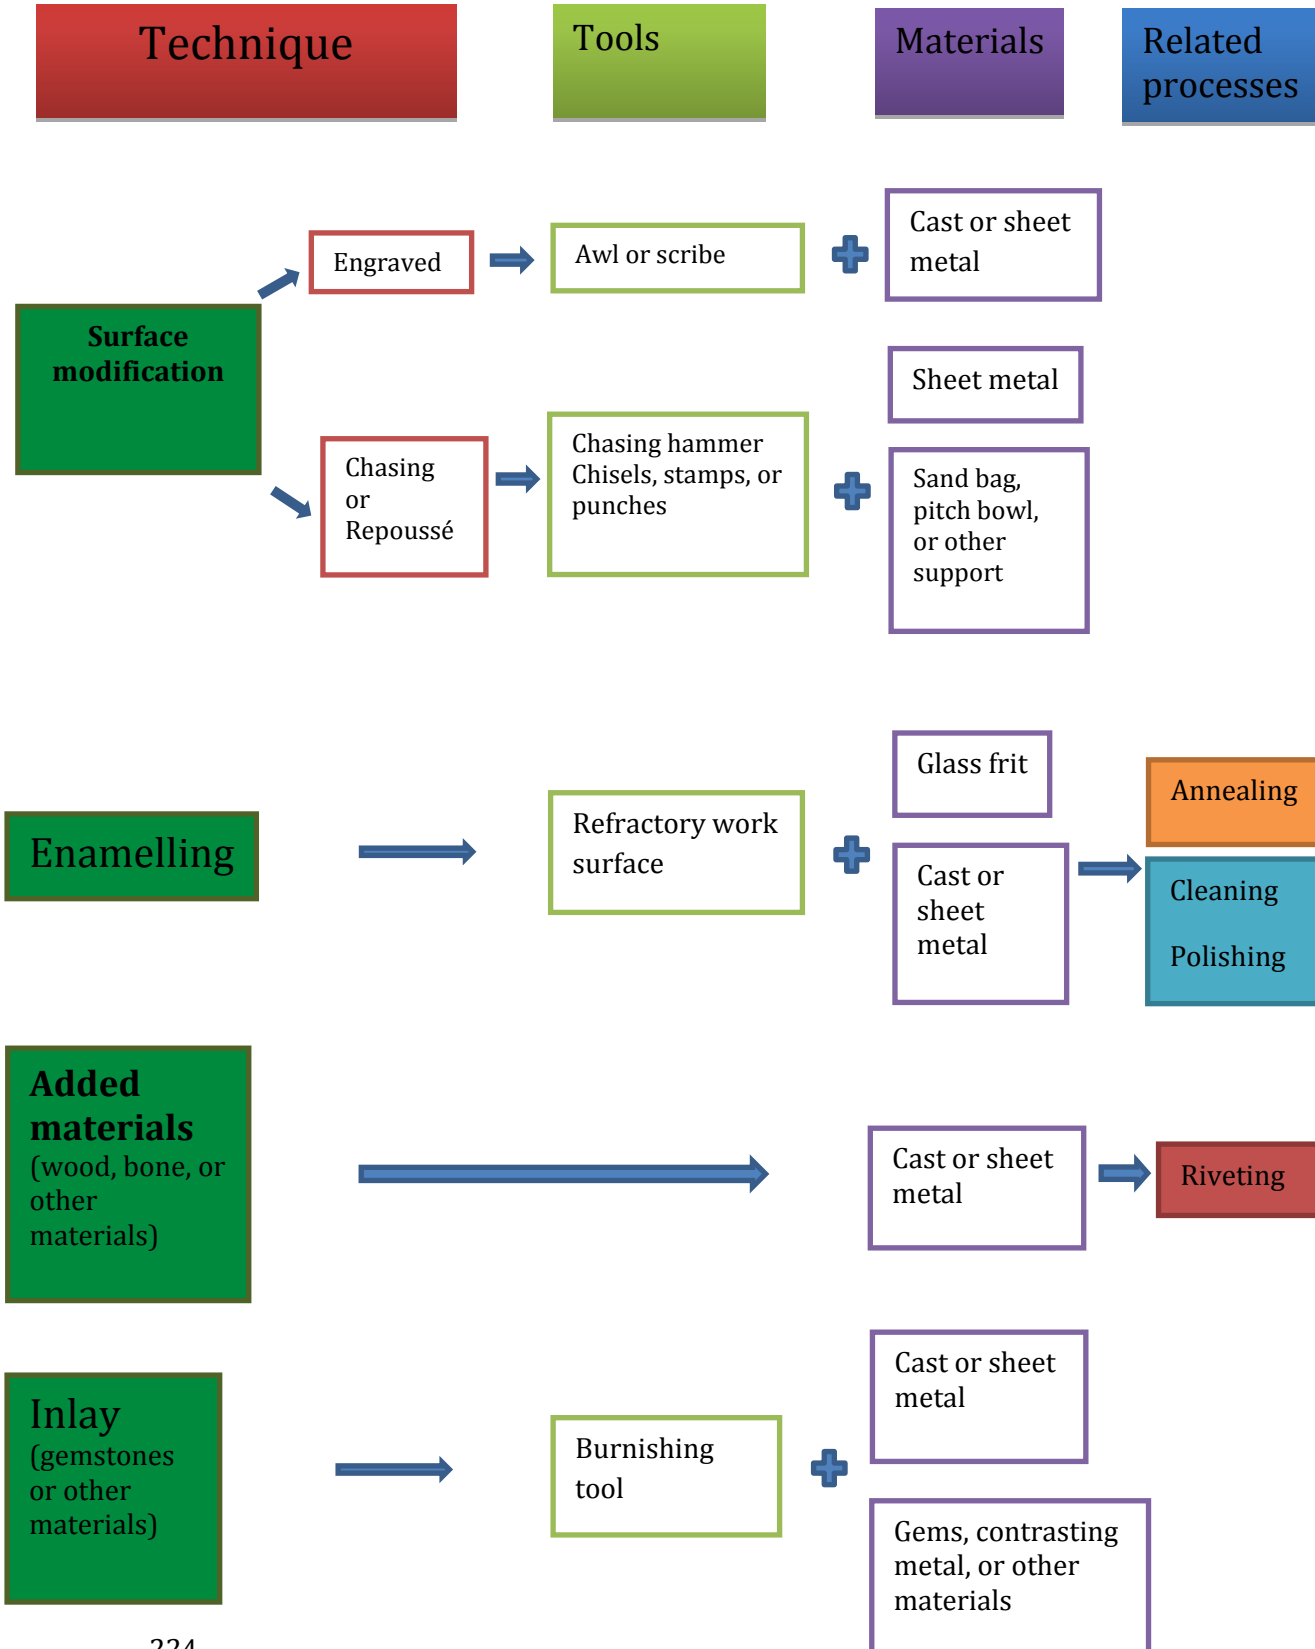 Technique
Tools
Materials
Related
processes
Surface
modification
Engraved
Awl or scribe
Cast or sheet
metal
Chasing
or
Repoussé
Chasing hammer
Chisels, stamps, or
punches
Sheet metal
Sand bag,
pitch bowl,
or other
support
Enamelling
Refractory work
surface
Glass frit
Cast or
sheet
metal
Annealing
Cleaning
Polishing
Added
materials
(wood, bone, or
other
materials)
Cast or sheet
metal
Riveting
Inlay
(gemstones
or other
materials)
Burnishing
tool
Cast or sheet
metal
Gems, contrasting
metal, or other
materials
224